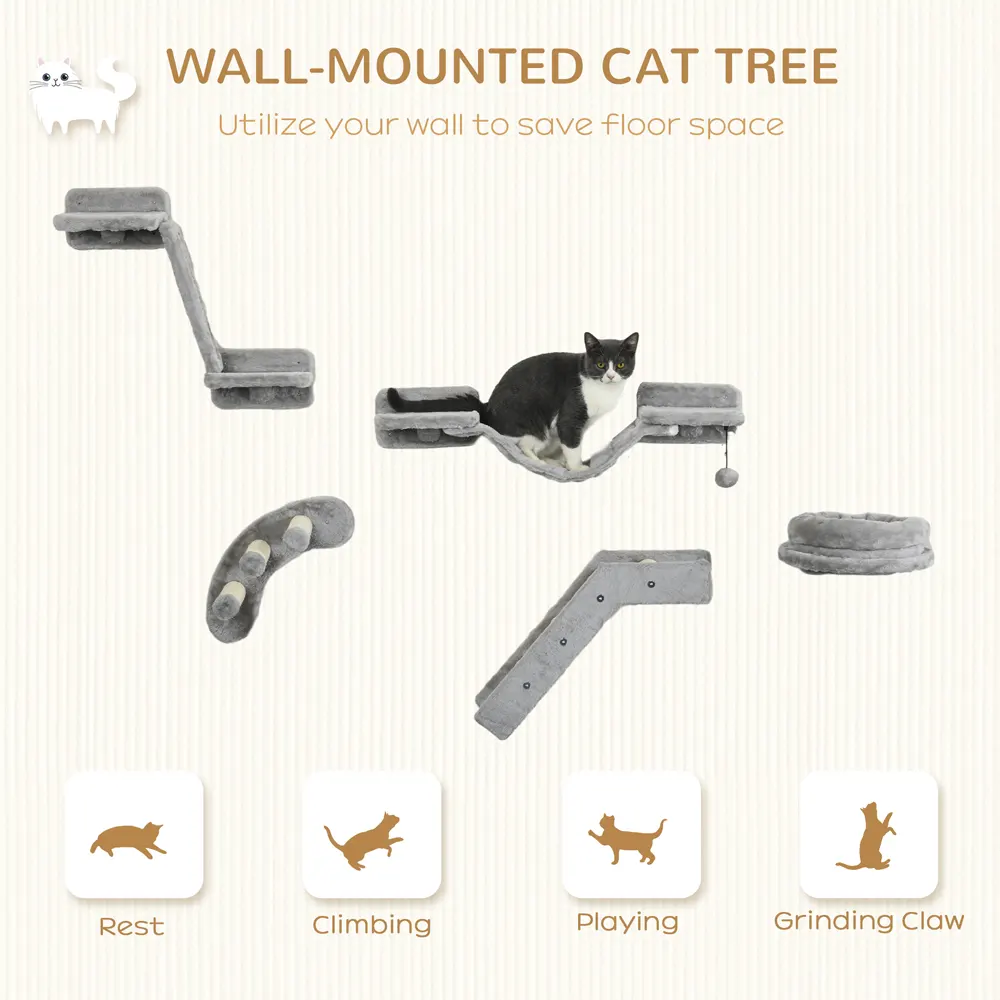 WALL-MOUNTED CAT TREE
Utilize your wall to save floor space
Rest
Climbing
Playing
Grinding Claw